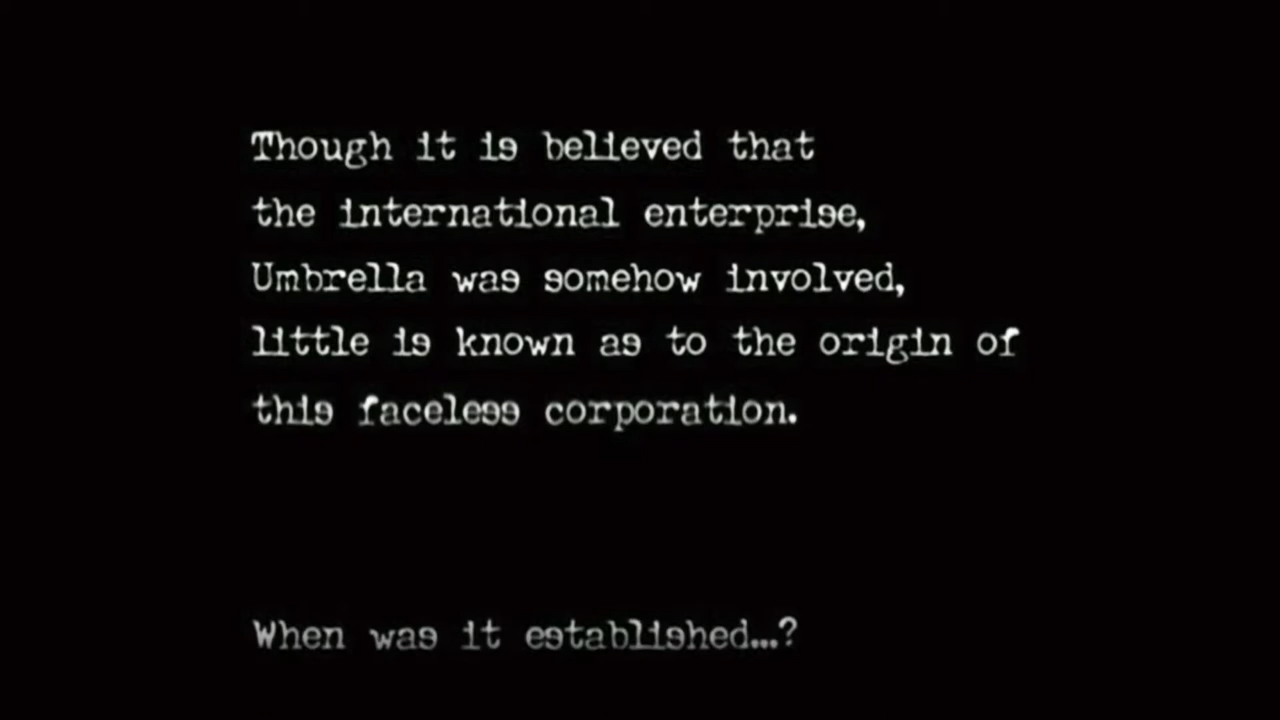 Though it is believed that
the international enterprise,
Umbrella was somehow involved,
little is known as to the origin of
this faceless corporation.
When was it established...?